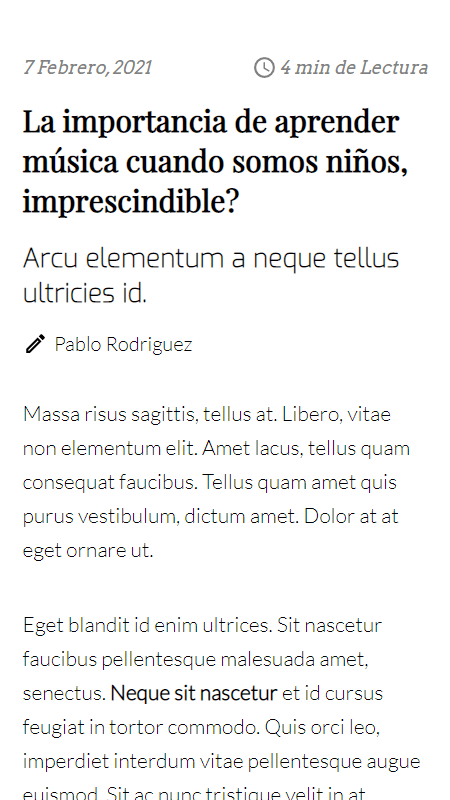 7 Febrero,2021
4 min de Lectura
La importancia de aprender
música cuando somos niños,
imprescindible?
Arcu elementum a neque tellus
ultricies id.
Pablo Rodriguez
Massa risus sagittis, tellus at. Libero, vitae
non elementum elit. Amet lacus, tellus quam
consequat faucibus. Tellus quam amet quis
purus vestibulum, dictum amet. Dolor at at
eget ornare ut.
Eget blandit id enim ultrices. Sit nascetur
faucibus pellentesque malesuada amet,
senectus. Neque sit nascetur et id cursus
feugiat in tortor commodo. Quis orci leo,
imperdiet interdum vitae pellentesque augue
euismod. Sit ac nunc tristique velit in at